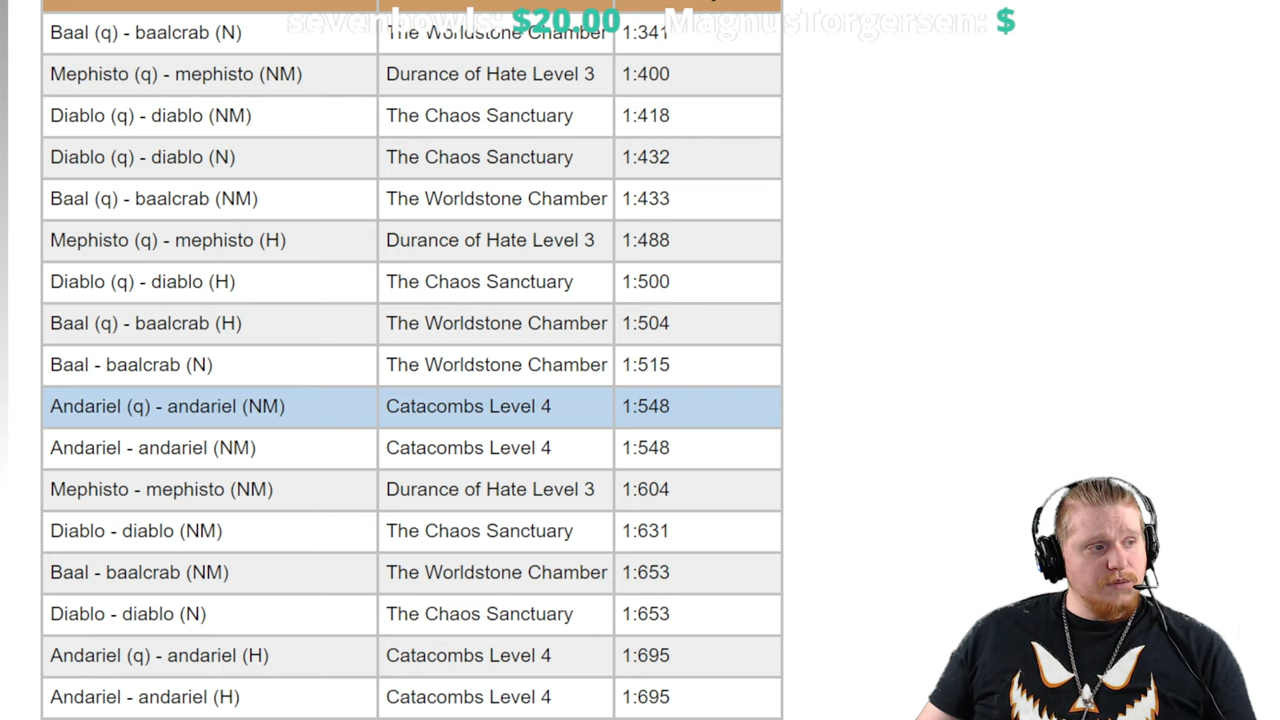 sevenbowls: $20.00 MagnusTorgersen: $
Baal (q) - baalcrab (N) The Worldstone Chamber 1:341
Mephisto (q) - mephisto (NM) Durance of Hate Level 3 1:400
Diablo (q) - diablo (NM) The Chaos Sanctuary 1:418
Diablo (q) - diablo (N) The Chaos Sanctuary 1:432
Baal (q) - baalcrab (NM) The Worldstone Chamber 1:433
Mephisto (q) - mephisto (H) Durance of Hate Level 3 1:488
Diablo (q) - diablo (H) The Chaos Sanctuary 1:500
Baal (q) - baalcrab (H) The Worldstone Chamber 1:504
Baal - baalcrab (N) The Worldstone Chamber 1:515
Andariel (q) - andariel (NM) Catacombs Level 4 1:548
Andariel - andariel (NM) Catacombs Level 4 1:548
Mephisto - mephisto (NM) Durance of Hate Level 3 1:604
Diablo - diablo (NM) The Chaos Sanctuary 1:631
Baal - baalcrab (NM) The Worldstone Chamber 1:653
Diablo - diablo (N) The Chaos Sanctuary 1:653
Andariel (q) - andariel (H) Catacombs Level 4 1:695
Andariel - andariel (H) Catacombs Level 4 1:695